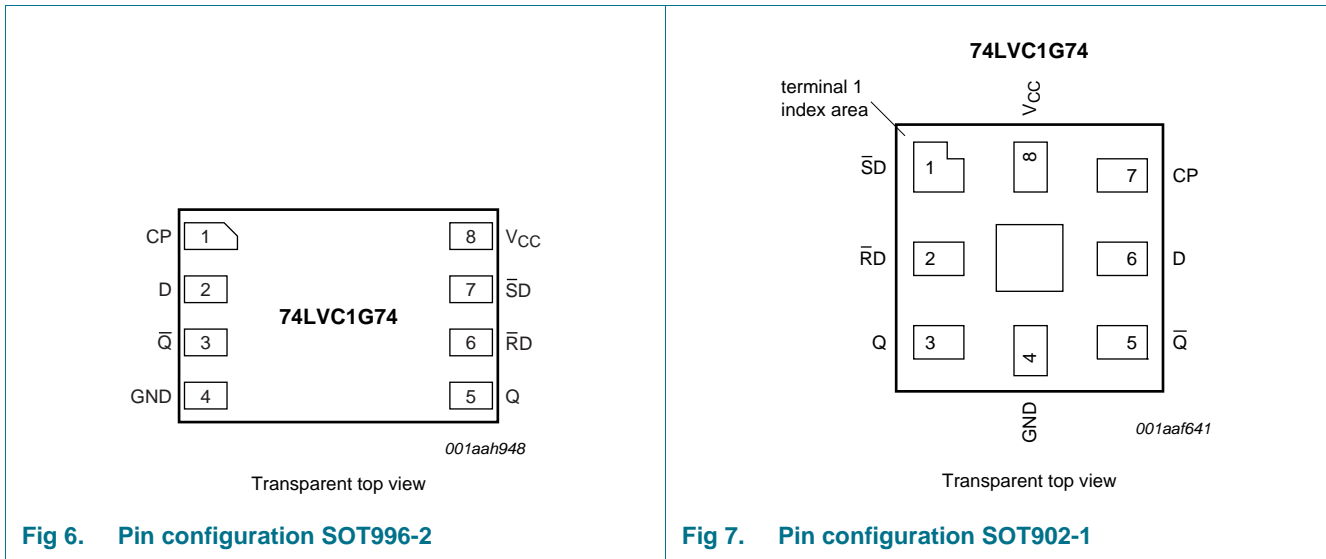 CP 1 8 VCC
D 2 7 S̅D
74LVC1G74
Q̅ 3 6 R̅D
GND 4 5 Q
001aah948
Transparent top view
Fig 6. Pin configuration SOT996-2
74LVC1G74
terminal 1
index area
VCC
S̅D 1 8 7 CP
R̅D 2 6 D
Q 3 4 5 Q̅
GND
001aaf641
Transparent top view
Fig 7. Pin configuration SOT902-1